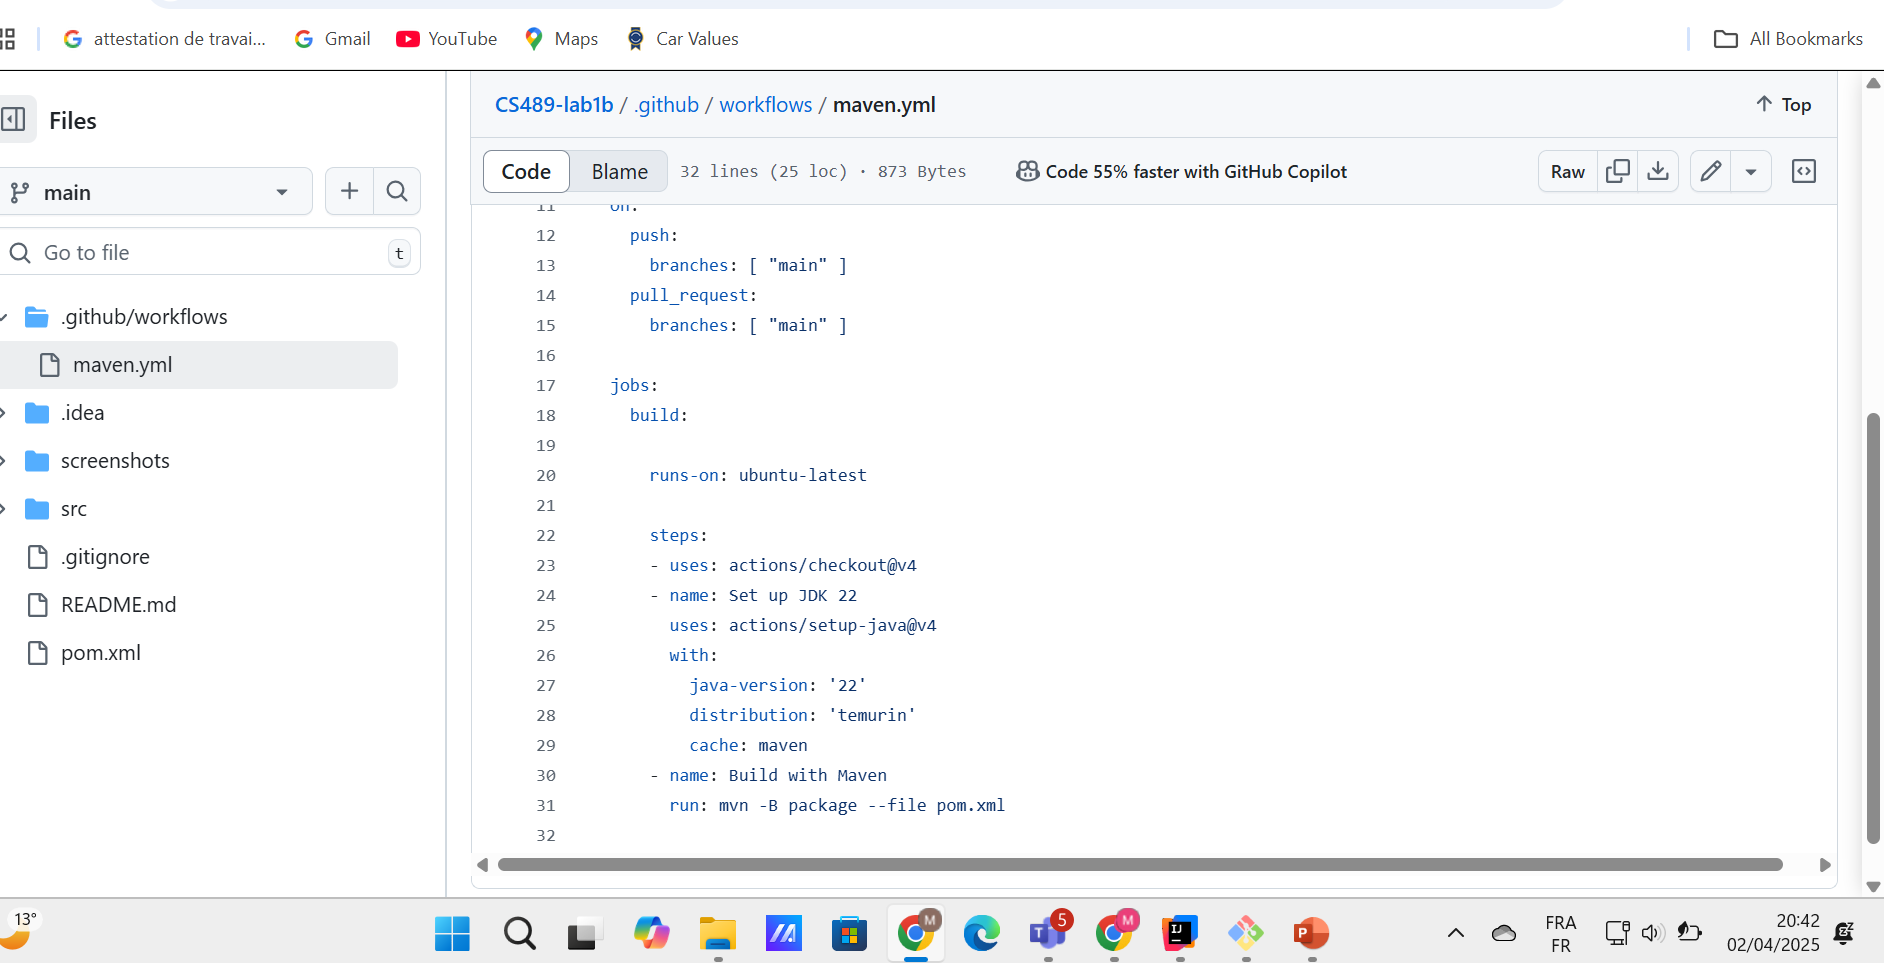 attestation de travai...
Gmail
YouTube
Maps
Car Values
All Bookmarks
Files
main
Go to file
t
.github/workflows
maven.yml
.idea
screenshots
src
.gitignore
README.md
pom.xml
CS489-lab1b / .github / workflows / maven.yml
Top
Code
Blame
32 lines (25 loc) · 873 Bytes
Code 55% faster with GitHub Copilot
Raw
11 on:
12 push:
13 branches: [ "main" ]
14 pull_request:
15 branches: [ "main" ]
16
17 jobs:
18 build:
19
20 runs-on: ubuntu-latest
21
22 steps:
23 - uses: actions/checkout@v4
24 - name: Set up JDK 22
25 uses: actions/setup-java@v4
26 with:
27 java-version: '22'
28 distribution: 'temurin'
29 cache: maven
30 - name: Build with Maven
31 run: mvn -B package --file pom.xml
32
13°
M
5
M
FRA
FR
20:42
02/04/2025